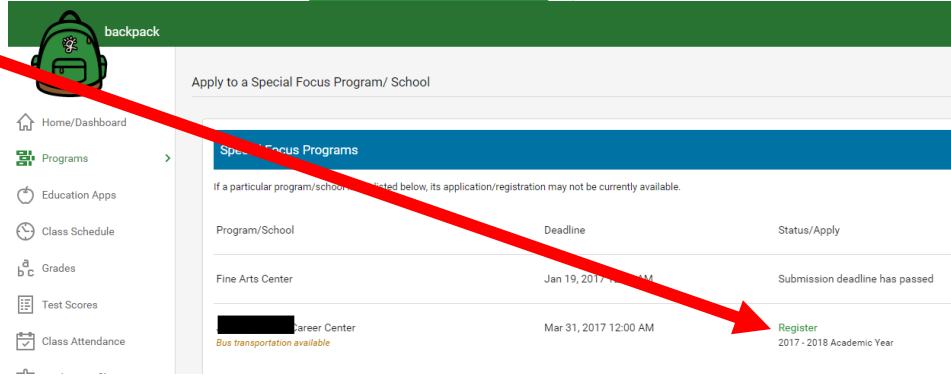 backpack
Apply to a Special Focus Program/ School
Home/Dashboard
Programs
Education Apps
Class Schedule
Grades
Test Scores
Class Attendance
Special Focus Programs
If a particular program/school listed below, its application/registration may not be currently available.
Program/School Deadline Status/Apply
Fine Arts Center Jan 19, 2017 AM Submission deadline has passed
Career Center Mar 31, 2017 12:00 AM Register
Bus transportation available 2017 - 2018 Academic Year